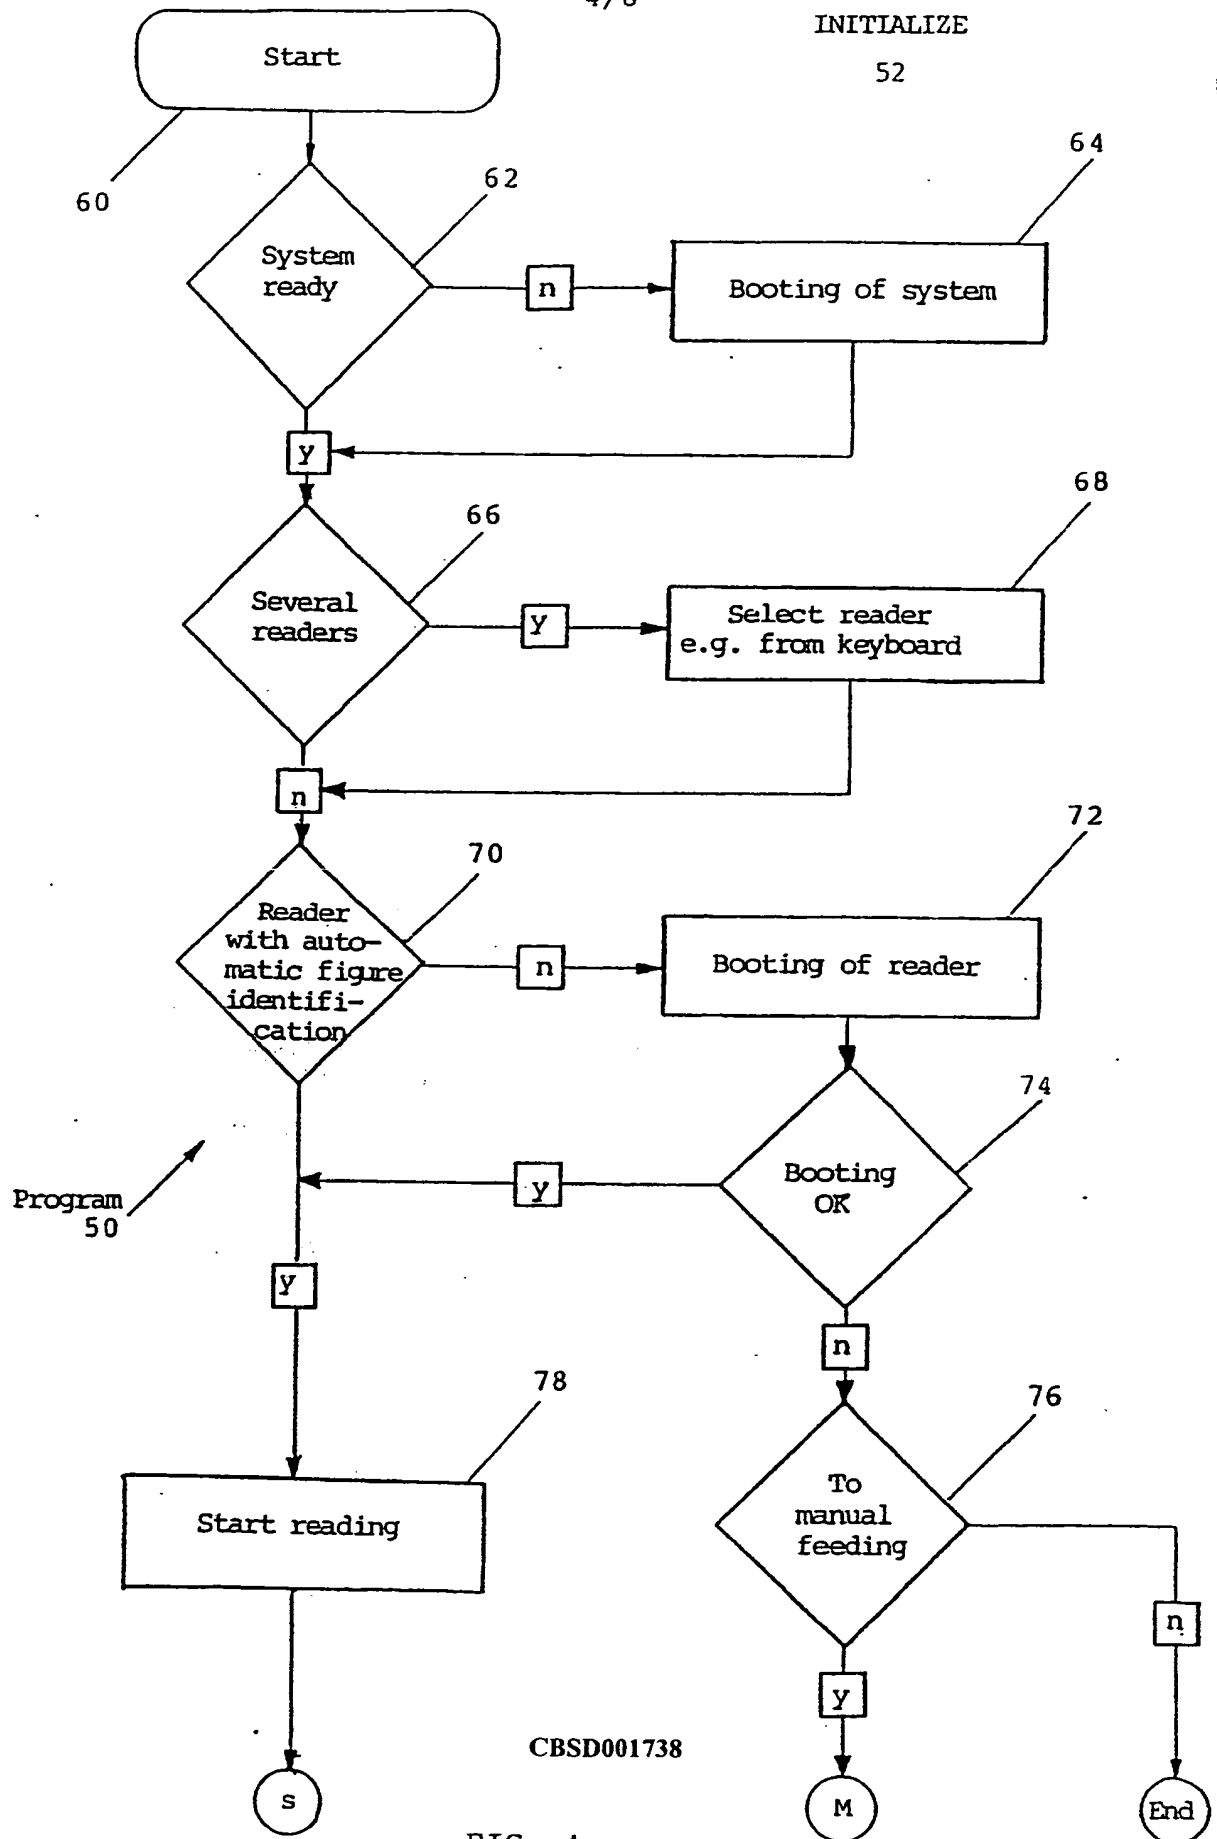 INITIALIZE
52
Start
60
62
64
System
ready
n
Booting of system
y
66
68
Several
readers
y
Select reader
e.g. from keyboard
n
70
72
Reader
with auto-
matic figure
identifi-
cation
n
Booting of reader
74
Booting
OK
y
Program
50
y
n
78
76
To
manual
feeding
Start reading
n
y
CBSD001738
s
M
End